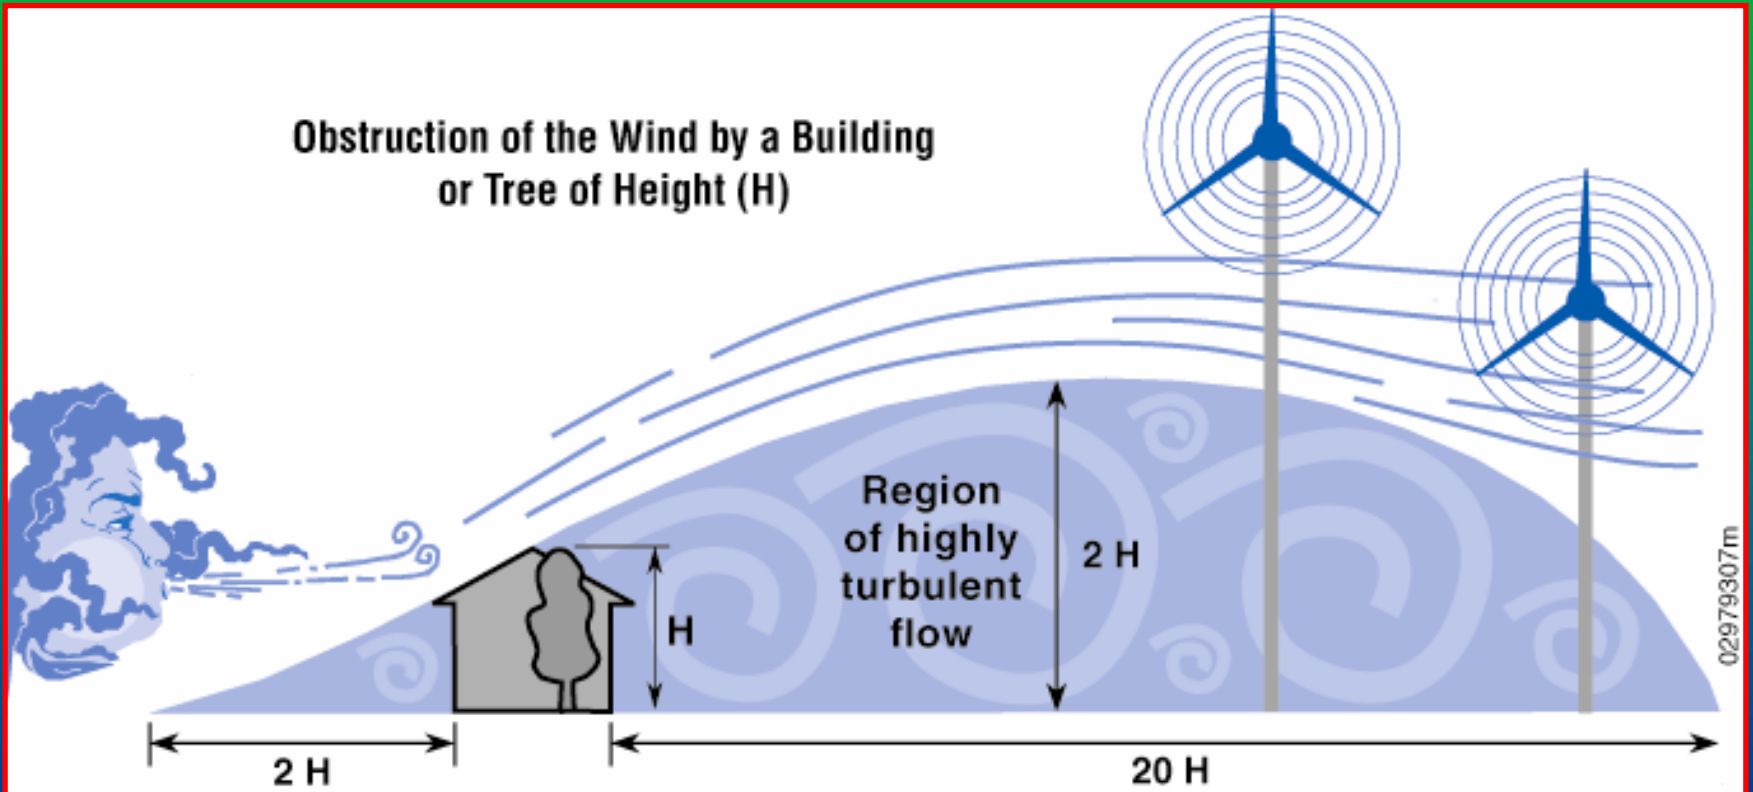 Obstruction of the Wind by a Building
or Tree of Height (H)
Region
of highly
turbulent
flow
2 H
H
2 H
20 H
02979307m